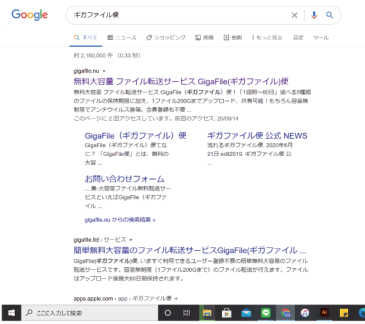 Google
ギガファイル便
すべて ニュース ショッピング 画像 動画 もっと見る 設定 ツール
約 2,160,000 件 (0.33 秒)
gigafile.nu
無料大容量 ファイル転送サービス GigaFile(ギガファイル)便
無料大容量 ファイル転送サービス GigaFile（ギガファイル）便！「1週間～60日」選べる5種類
のファイルの保持期限に加え、1ファイル200Gまでアップロード、共有可能！もちろん容量無
制限でアンチウィルス装備。会員登録も不要 ...
このページに 2 回アクセスしています。前回のアクセス: 20/09/14
GigaFile（ギガファイル）便
GigaFile（ギガファイル）便てな
に？「GigaFile便」とは、無料の
大容 ...
ギガファイル便 公式 NEWS
流れるギガファイル便. 2020年6月
21日 edit2019. ギガファイル便 公
...
お問い合わせフォーム
... 集·大容量ファイル無料転送サー
ビスといえばGigaFile（ギガファ
イル ...
gigafile.nu からの検索結果 »
gigafile.ltd › サービス
簡単無料大容量のファイル転送サービスGigaFile(ギガファイル ...
GigaFile(ギガファイル)便, います ぐ利用できるユーザー登録不要の簡単無料大容量のファイル
転送サービスです。容量無制限（1ファイル200Gまで）のファイル転送が行えます。ファイル
はアップロード後最大60日間保持されます。
apps.apple.com › app › ギガファイル便
ここに入力して検索